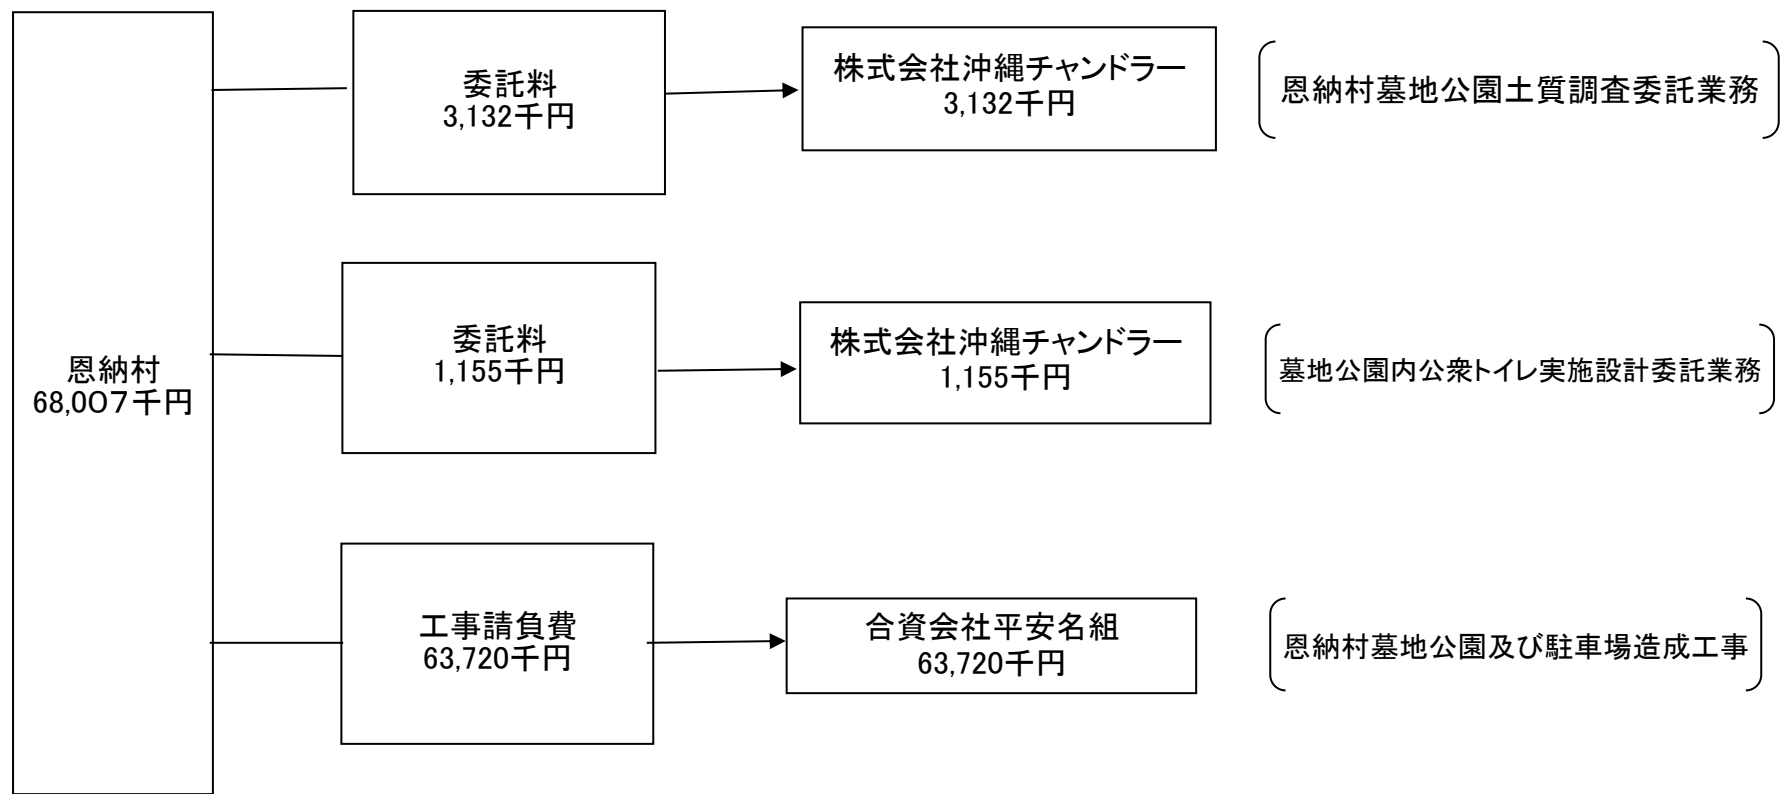 委託料
3,132千円
株式会社沖縄チャンドラー
3,132千円
恩納村墓地公園土質調査委託業務
恩納村
68,0０７千円
委託料
1,155千円
株式会社沖縄チャンドラー
1,155千円
墓地公園内公衆トイレ実施設計委託業務
工事請負費
63,720千円
合資会社平安名組
63,720千円
恩納村墓地公園及び駐車場造成工事